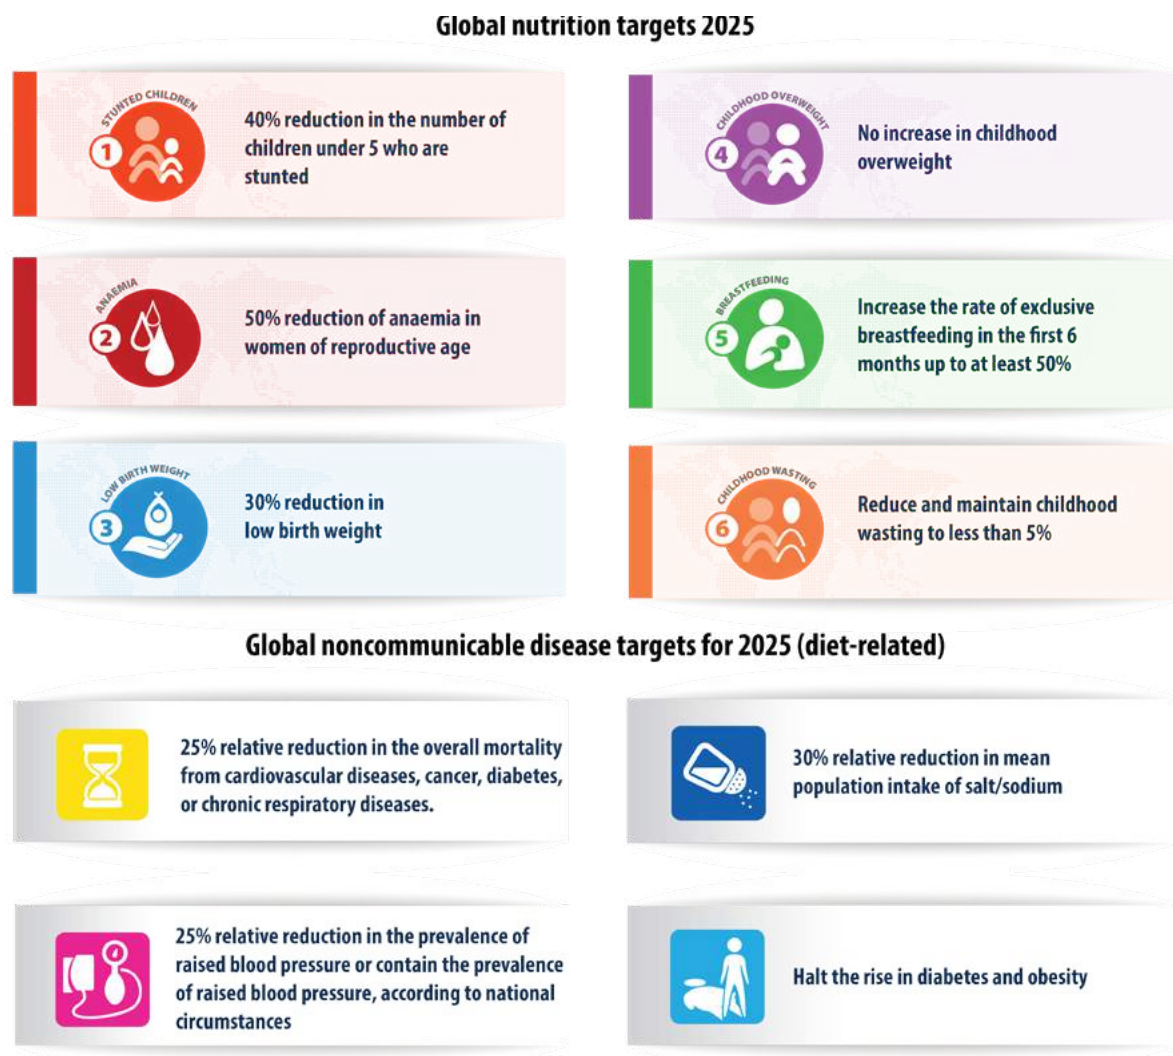 Global nutrition targets 2025
STUNTED CHILDREN
1
40% reduction in the number of
children under 5 who are
stunted
ANAEMIA
2
50% reduction of anaemia in
women of reproductive age
LOW BIRTH WEIGHT
3
30% reduction in
low birth weight
CHILDHOOD OVERWEIGHT
4
No increase in childhood
overweight
BREASTFEEDING
5
Increase the rate of exclusive
breastfeeding in the first 6
months up to at least 50%
CHILDHOOD WASTING
6
Reduce and maintain childhood
wasting to less than 5%
Global noncommunicable disease targets for 2025 (diet-related)
25% relative reduction in the overall mortality
from cardiovascular diseases, cancer, diabetes,
or chronic respiratory diseases.
30% relative reduction in mean
population intake of salt/sodium
25% relative reduction in the prevalence of
raised blood pressure or contain the prevalence
of raised blood pressure, according to national
circumstances
Halt the rise in diabetes and obesity